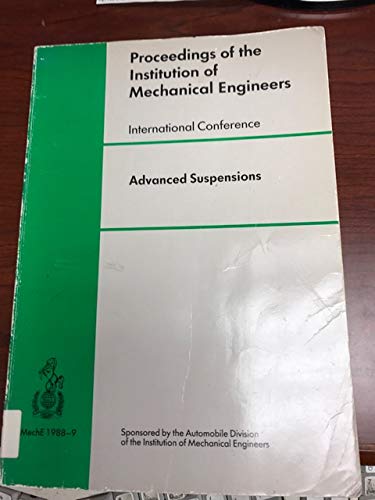 Proceedings of the
Institution of
Mechanical Engineers
International Conference
Advanced Suspensions
MechE 1988–9
Sponsored by the Automobile Division
of the Institution of Mechanical Engineers